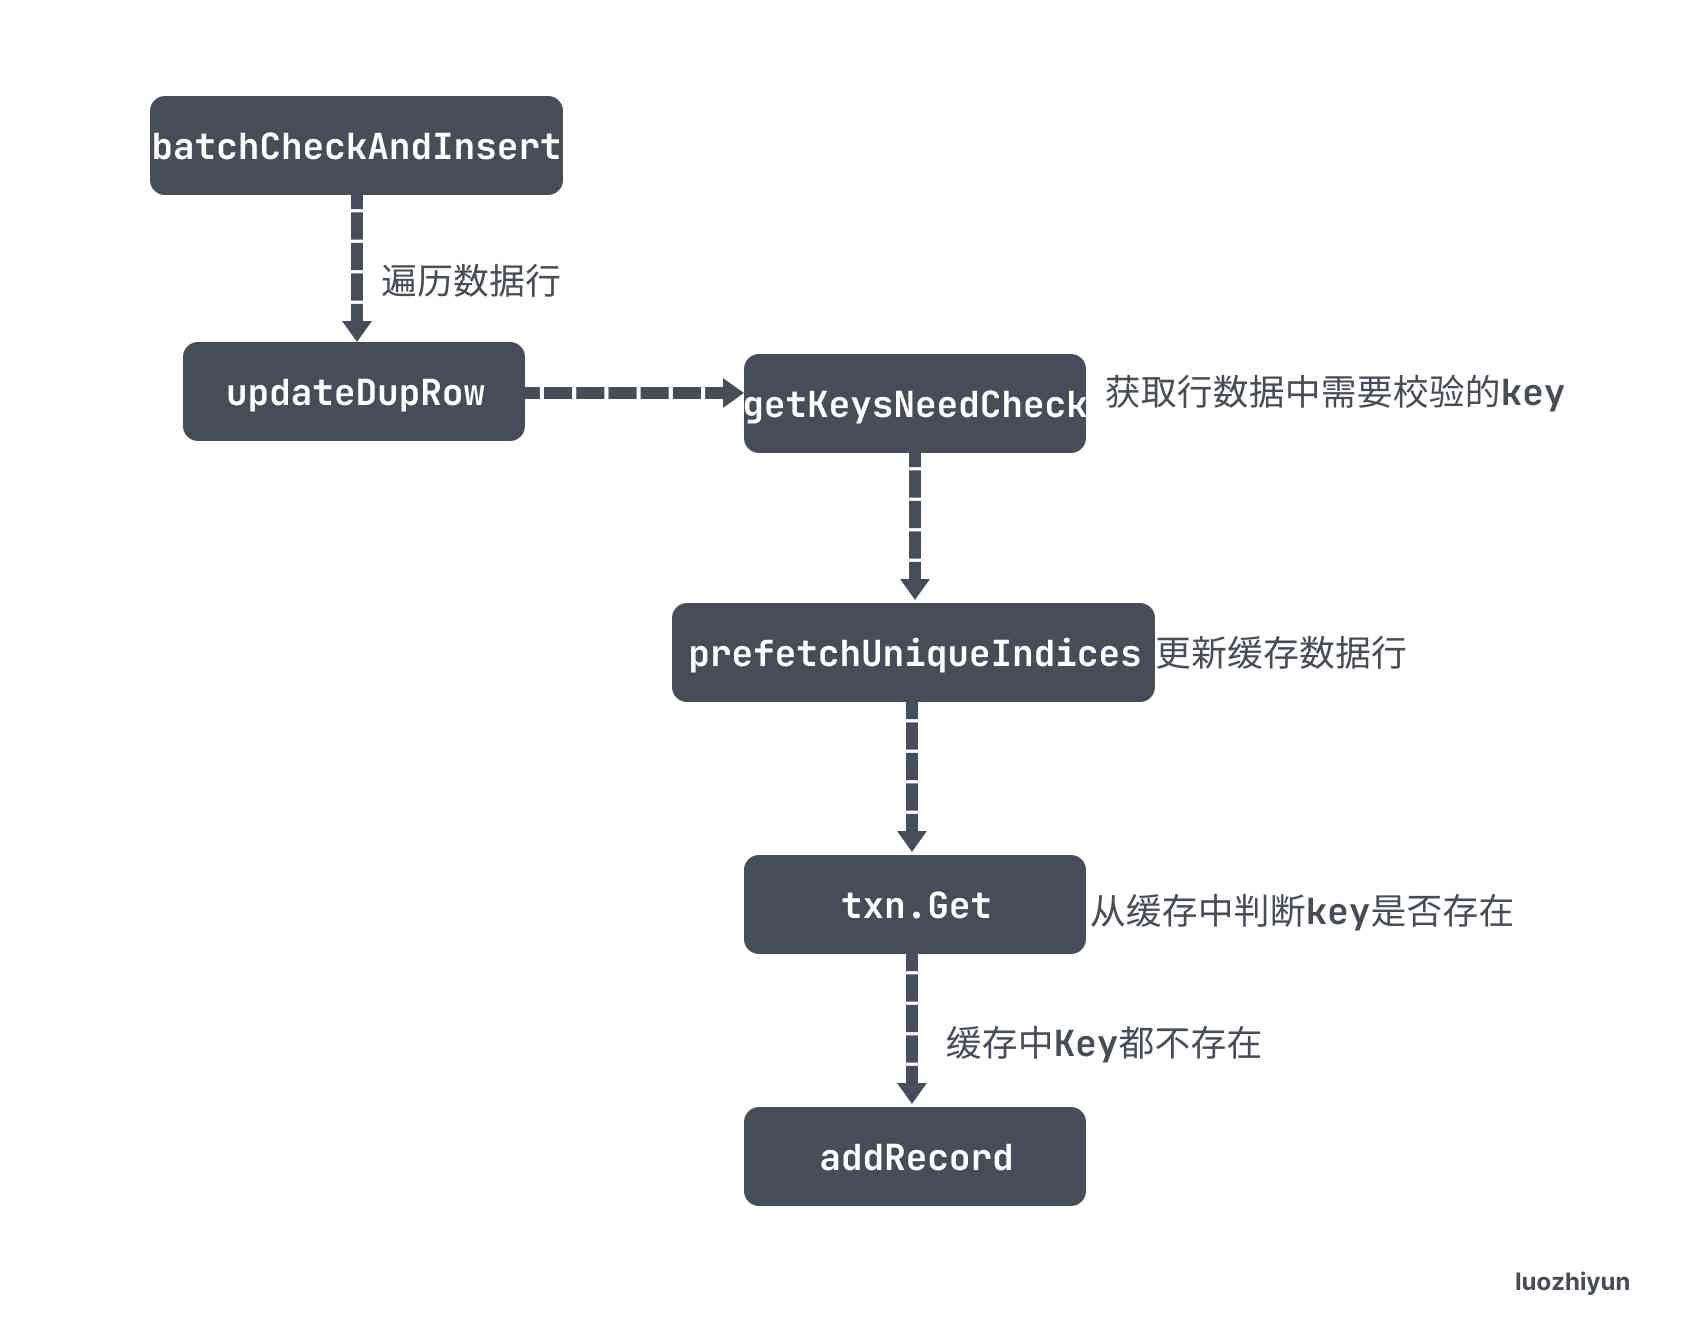 batchCheckAndInsert
遍历数据行
updateDupRow
getKeysNeedCheck
获取行数据中需要校验的key
prefetchUniqueIndices
更新缓存数据行
txn.Get
从缓存中判断key是否存在
缓存中Key都不存在
addRecord
luozhiyun